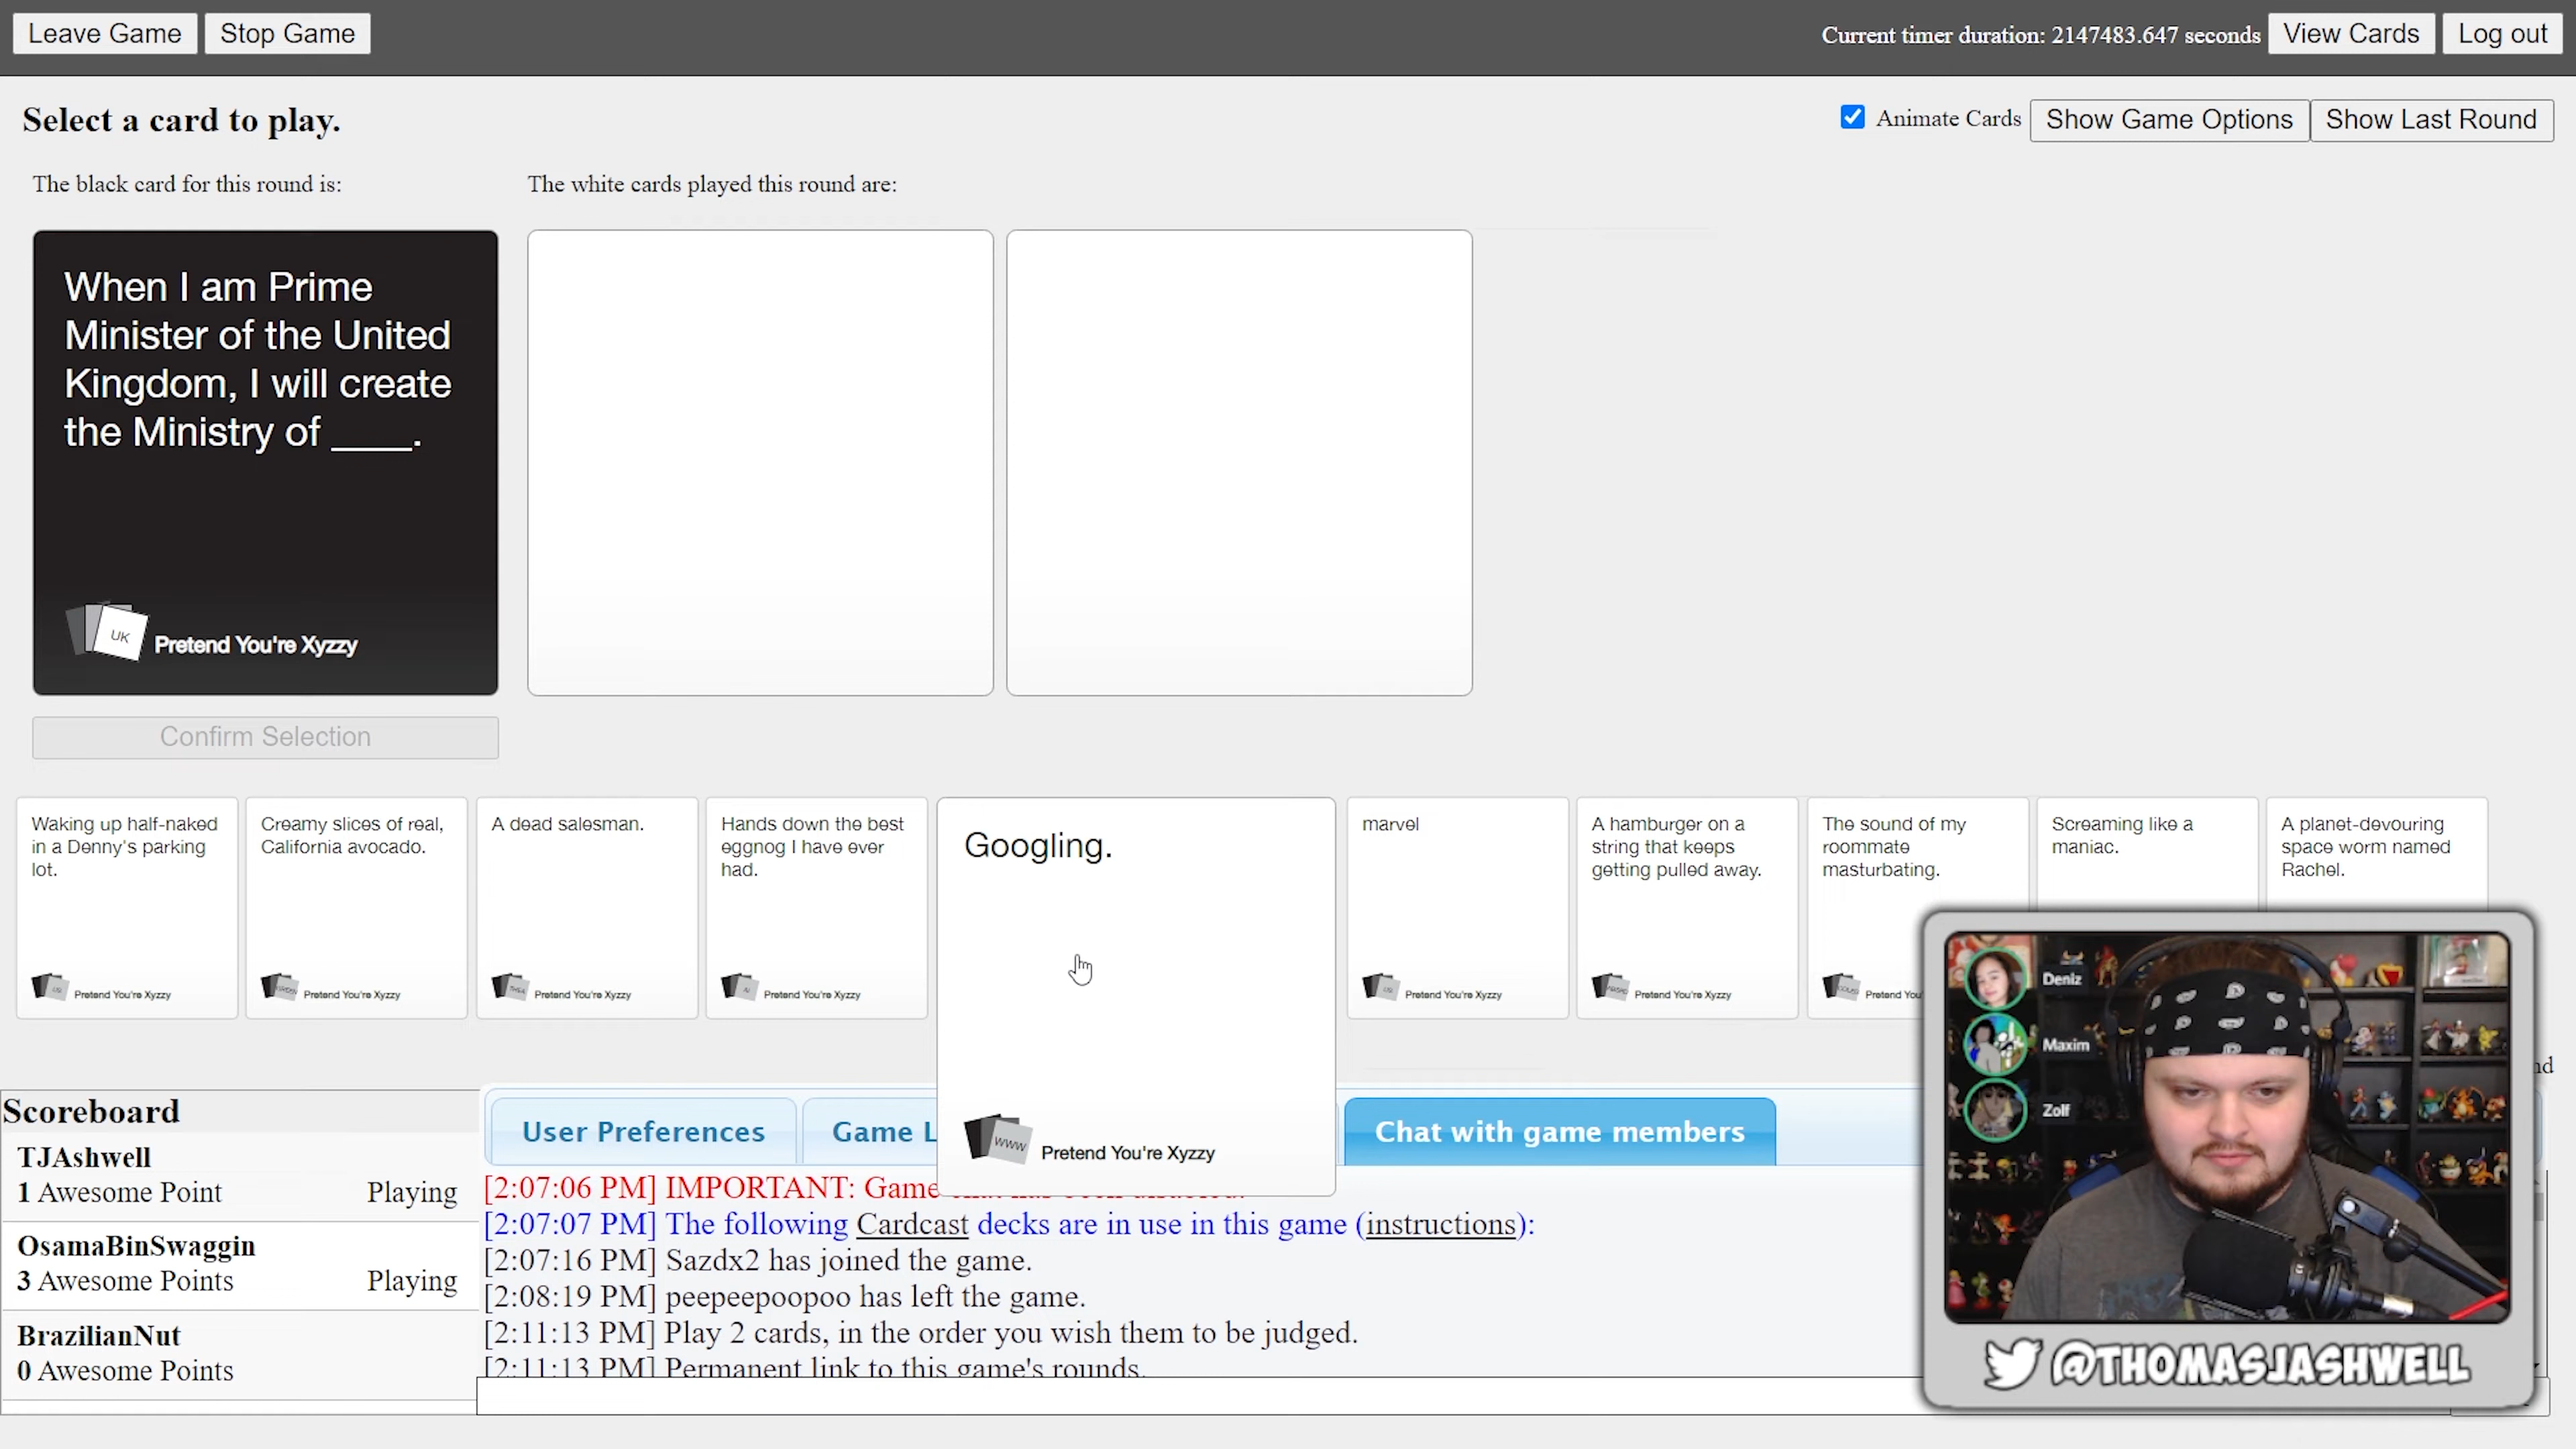 Leave Game
Stop Game
Current timer duration: 2147483.647 seconds
View Cards
Log out
Select a card to play.
Animate Cards
Show Game Options
Show Last Round
The black card for this round is:
The white cards played this round are:
When I am Prime
Minister of the United
Kingdom, I will create
the Ministry of ____.
UK
Pretend You're Xyzzy
Confirm Selection
Waking up half-naked
in a Denny's parking
lot.
US
Pretend You're Xyzzy
Creamy slices of real,
California avocado.
Pretend You're Xyzzy
A dead salesman.
Pretend You're Xyzzy
Hands down the best
eggnog I have ever
had.
Pretend You're Xyzzy
Googling.
WWW
Pretend You're Xyzzy
marvel
US
Pretend You're Xyzzy
A hamburger on a
string that keeps
getting pulled away.
Pretend You're Xyzzy
The sound of my
roommate
masturbating.
Pretend You
Screaming like a
maniac.
A planet-devouring
space worm named
Rachel.
Deniz
Maxim
Zolf
Scoreboard
TJAshwell
1 Awesome Point
Playing
OsamaBinSwaggin
3 Awesome Points
Playing
BrazilianNut
0 Awesome Points
User Preferences
Game L
Chat with game members
[2:07:06 PM] IMPORTANT: Game chat has been disabled.
[2:07:07 PM] The following Cardcast decks are in use in this game (instructions):
[2:07:16 PM] Sazdx2 has joined the game.
[2:08:19 PM] peepeepoopoo has left the game.
[2:11:13 PM] Play 2 cards, in the order you wish them to be judged.
[2:11:13 PM] Permanent link to this game's rounds.
@THOMASJASHWELL